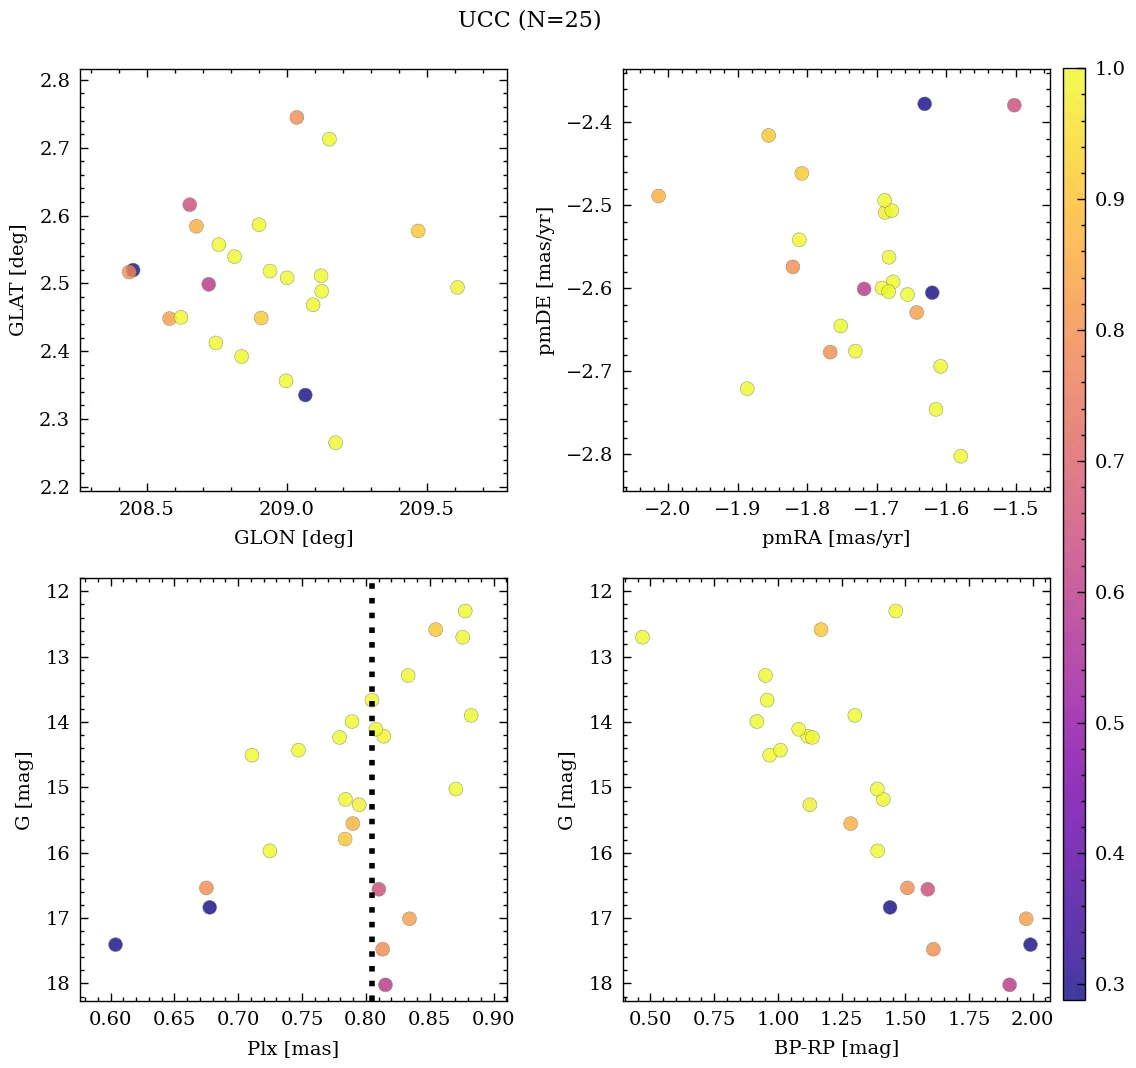 UCC (N=25)
2.8
2.7
2.6
2.5
2.4
2.3
2.2
GLAT [deg]
208.5 209.0 209.5
GLON [deg]
−2.4
−2.5
−2.6
−2.7
−2.8
pmDE [mas/yr]
−2.0 −1.9 −1.8 −1.7 −1.6 −1.5
pmRA [mas/yr]
12
13
14
15
16
17
18
G [mag]
0.60 0.65 0.70 0.75 0.80 0.85 0.90
Plx [mas]
12
13
14
15
16
17
18
G [mag]
0.50 0.75 1.00 1.25 1.50 1.75 2.00
BP-RP [mag]
1.0
0.9
0.8
0.7
0.6
0.5
0.4
0.3